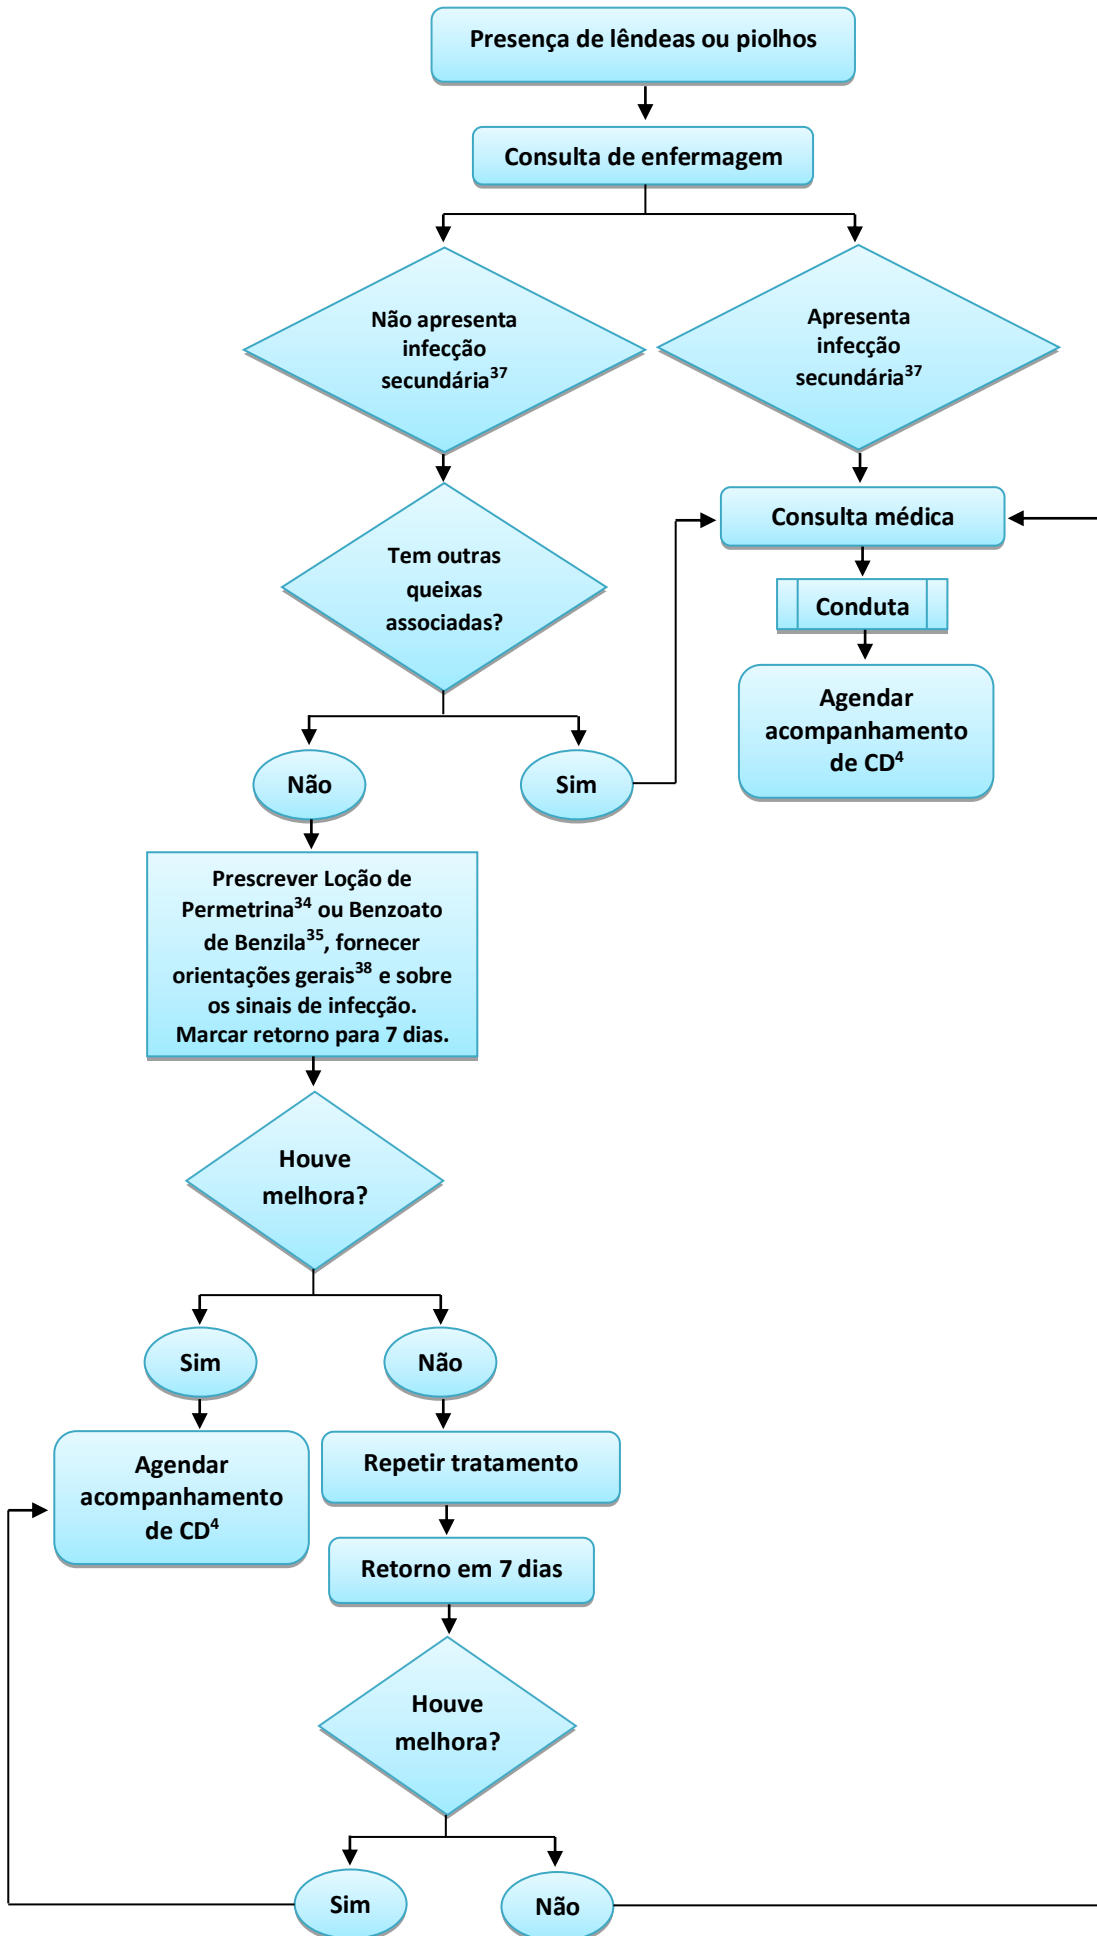 Presença de lêndeas ou piolhos
Consulta de enfermagem
Não apresenta
infecção
secundária³⁷
Apresenta
infecção
secundária³⁷
Tem outras
queixas
associadas?
Consulta médica
Conduta
Agendar
acompanhamento
de CD⁴
Não
Sim
Prescrever Loção de
Permetrina³⁴ ou Benzoato
de Benzila³⁵, fornecer
orientações gerais³⁸ e sobre
os sinais de infecção.
Marcar retorno para 7 dias.
Houve
melhora?
Sim
Não
Agendar
acompanhamento
de CD⁴
Repetir tratamento
Retorno em 7 dias
Houve
melhora?
Sim
Não